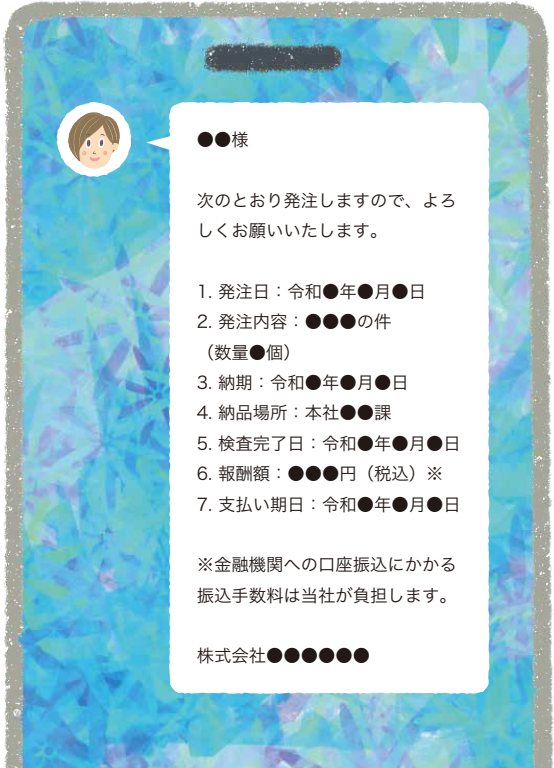 ●●様
次のとおり発注しますので、よろ
しくお願いいたします。
1. 発注日：令和●年●月●日
2. 発注内容：●●●の件
（数量●個）
3. 納期：令和●年●月●日
4. 納品場所：本社●●課
5. 検査完了日：令和●年●月●日
6. 報酬額：●●●円（税込）※
7. 支払い期日：令和●年●月●日
※金融機関への口座振込にかかる
振込手数料は当社が負担します。
株式会社●●●●●●